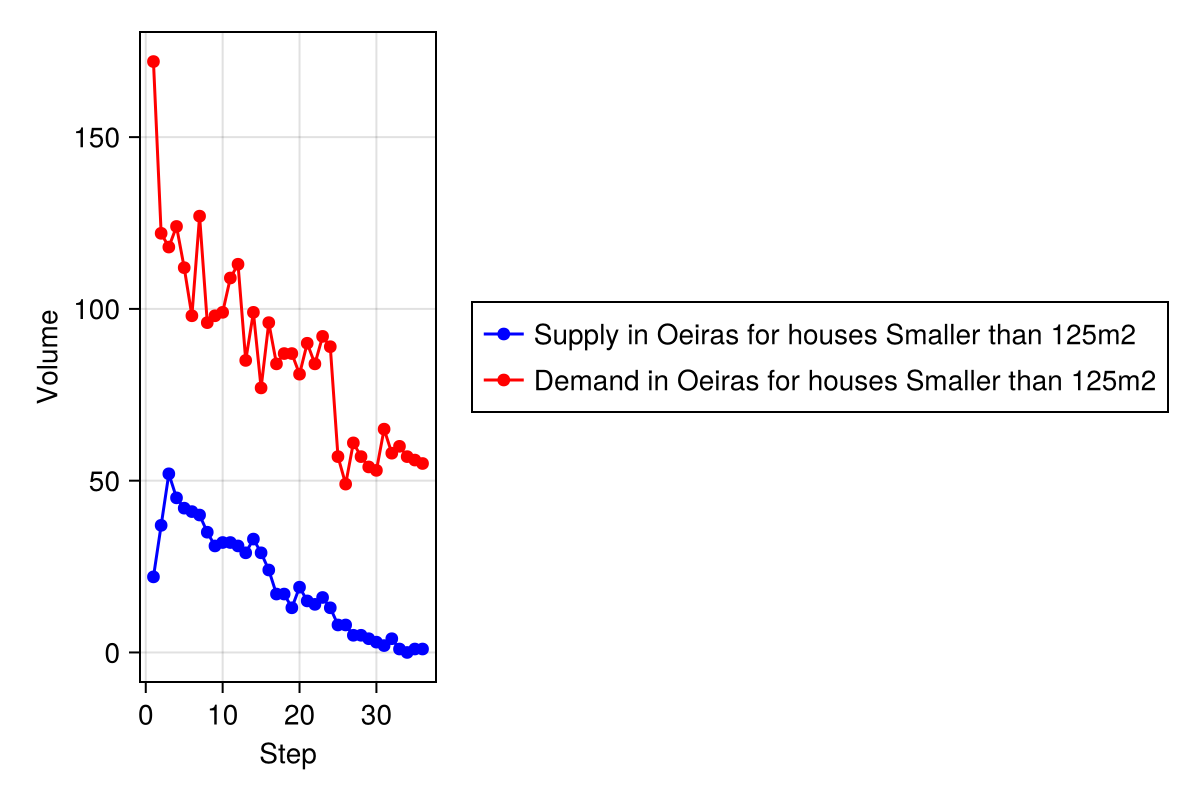 150
100
50
0
Volume
0 10 20 30
Step
Supply in Oeiras for houses Smaller than 125m2
Demand in Oeiras for houses Smaller than 125m2